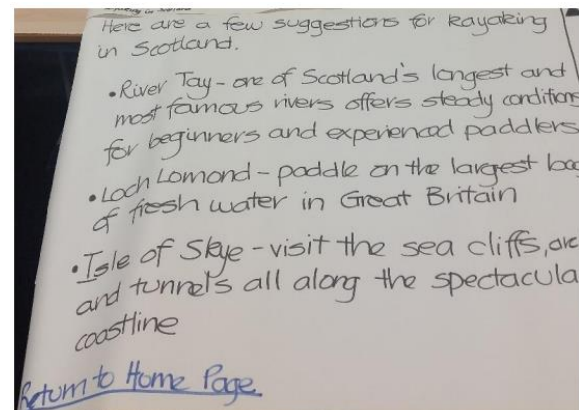 Here are a few suggestions for kayaking
in Scotland.
• River Tay – one of Scotland's longest and
most famous rivers offers steady conditions
for beginners and experienced paddlers
• Loch Lomond – paddle on the largest
of fresh water in Great Britain
• Isle of Skye – visit the sea cliffs,
and tunnels all along the spectacula
coastline
Return to Home Page